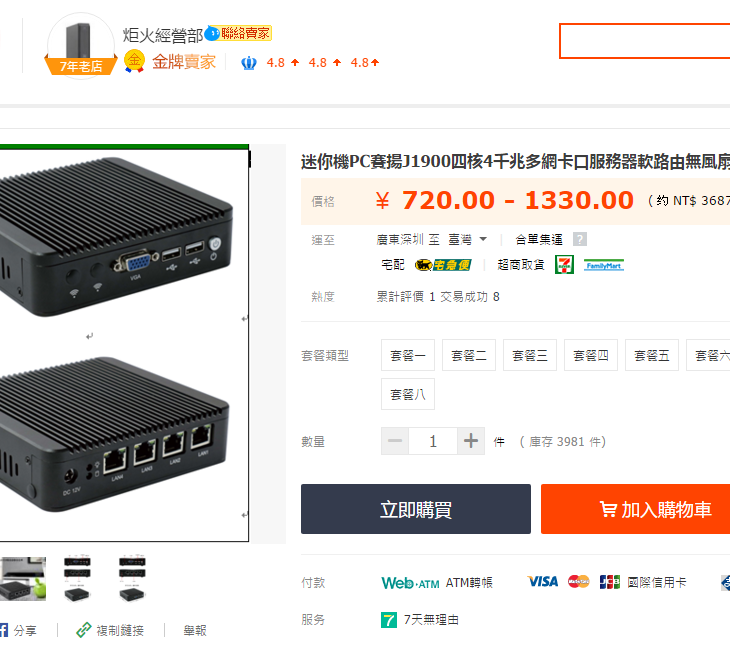 炬火經營部 聯絡賣家
7年老店
金 金牌賣家 4.8 4.8 4.8
迷你機PC賽揚J1900四核4千兆多網卡口服務器軟路由無風扇
價格 ¥ 720.00 - 1330.00 (約 NT$ 3687
運至 廣東深圳 至 臺灣 合單集運 ?
宅配 宅急便 超商取貨 7 ELEVEN FamilyMart
熱度 累計評價 1 交易成功 8
VGA
套餐類型 套餐一 套餐二 套餐三 套餐四 套餐五 套餐六
套餐八
數量 1 件 ( 庫存 3981 件)
DC 12V LAN4 LAN3 LAN2 LAN1
立即購買 加入購物車
付款 Web ATM ATM轉帳 VISA MasterCard JCB 國際信用卡
服务 7 7天無理由
分享 複制鏈接 舉報